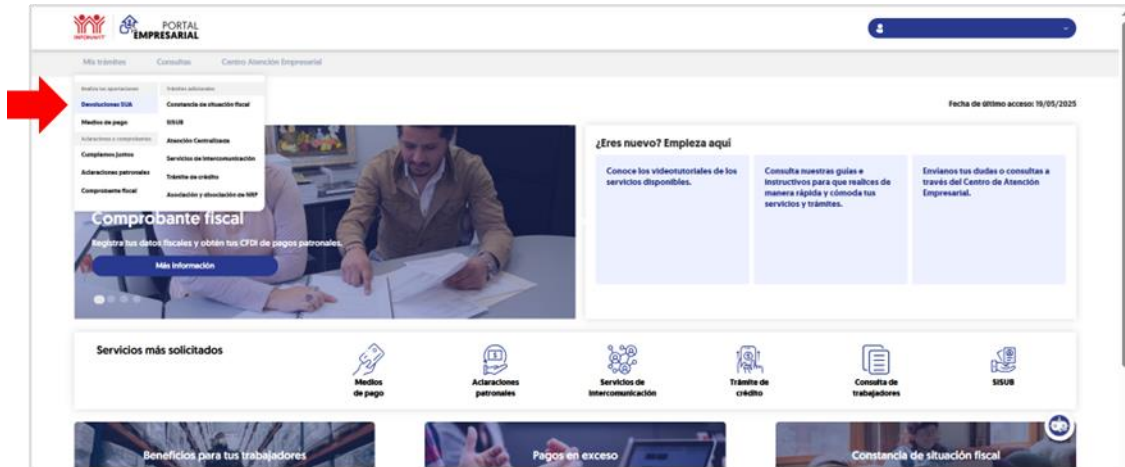 INFONAVIT
PORTAL
EMPRESARIAL
Mis trámites Consultas Centro Atención Empresarial
Realiza tus aportaciones
Devoluciones SUA
Medios de pago
Aclaraciones y comprobantes
Cumplamos juntos
Aclaraciones patronales
Comprobante fiscal
Trámites adicionales
Constancia de situación fiscal
SISUB
Atención Centralizada
Servicios de intercomunicación
Trámite de crédito
Asociación y disociación de NRP
Fecha de último acceso: 19/05/2025
Comprobante fiscal
Registra tus datos fiscales y obtén tus CFDI de pagos patronales.
Más información
¿Eres nuevo? Empieza aquí
Conoce los videotutoriales de los
servicios disponibles.
Consulta nuestras guías e
instructivos para que realices de
manera rápida y cómoda tus
servicios y trámites.
Envíanos tus dudas o consultas a
través del Centro de Atención
Empresarial.
Servicios más solicitados
Medios
de pago
Aclaraciones
patronales
Servicios de
intercomunicación
Trámite de
crédito
Consulta de
trabajadores
SISUB
Beneficios para tus trabajadores
Pagos en exceso
Constancia de situación fiscal